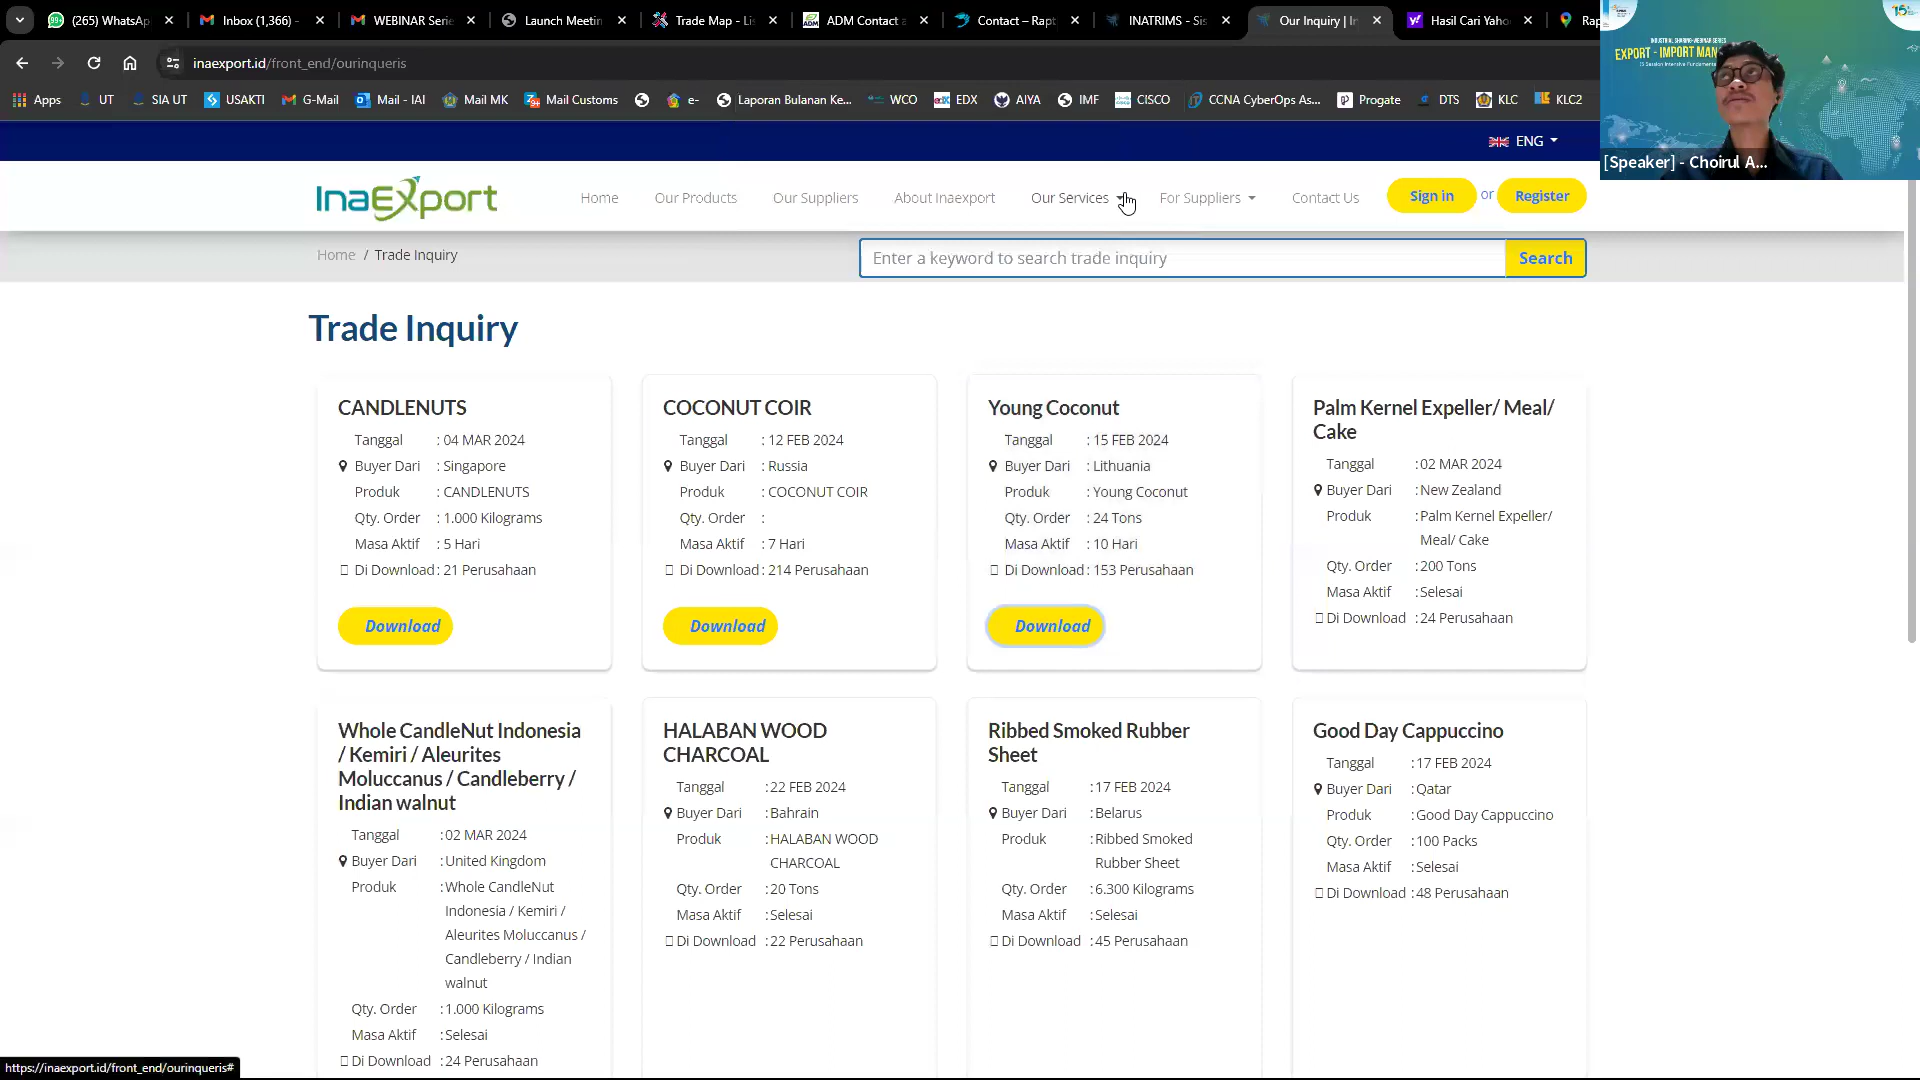 (265) WhatsAp
Inbox (1,366) -
WEBINAR Serie
Launch Meetin
Trade Map - Lis
ADM Contact a
Contact – Rapt
INATRIMS - Sis
Our Inquiry | In
Hasil Cari Yaho
Rap
inaexport.id/front_end/ourinqueris
Apps
UT
SIA UT
USAKTI
G-Mail
Mail - IAI
Mail MK
Mail Customs
e-
Laporan Bulanan Ke...
WCO
EDX
AIYA
IMF
CISCO
CCNA CyberOps As...
Progate
DTS
KLC
KLC2
INDUSTRIAL SHARING-WEBINAR SERIES
EXPORT - IMPORT MAN
[Speaker] - Choirul A...
ENG
InaExport
Home
Our Products
Our Suppliers
About Inaexport
Our Services
For Suppliers
Contact Us
Sign in
or
Register
Home / Trade Inquiry
Enter a keyword to search trade inquiry
Search
Trade Inquiry
CANDLENUTS
Tanggal : 04 MAR 2024
Buyer Dari : Singapore
Produk : CANDLENUTS
Qty. Order : 1.000 Kilograms
Masa Aktif : 5 Hari
Di Download : 21 Perusahaan
Download
COCONUT COIR
Tanggal : 12 FEB 2024
Buyer Dari : Russia
Produk : COCONUT COIR
Qty. Order :
Masa Aktif : 7 Hari
Di Download : 214 Perusahaan
Download
Young Coconut
Tanggal : 15 FEB 2024
Buyer Dari : Lithuania
Produk : Young Coconut
Qty. Order : 24 Tons
Masa Aktif : 10 Hari
Di Download : 153 Perusahaan
Download
Palm Kernel Expeller/ Meal/
Cake
Tanggal : 02 MAR 2024
Buyer Dari : New Zealand
Produk : Palm Kernel Expeller/
Meal/ Cake
Qty. Order : 200 Tons
Masa Aktif : Selesai
Di Download : 24 Perusahaan
Whole CandleNut Indonesia
/ Kemiri / Aleurites
Moluccanus / Candleberry /
Indian walnut
Tanggal : 02 MAR 2024
Buyer Dari : United Kingdom
Produk : Whole CandleNut
Indonesia / Kemiri /
Aleurites Moluccanus /
Candleberry / Indian
walnut
Qty. Order : 1.000 Kilograms
Masa Aktif : Selesai
Di Download : 24 Perusahaan
HALABAN WOOD
CHARCOAL
Tanggal : 22 FEB 2024
Buyer Dari : Bahrain
Produk : HALABAN WOOD
CHARCOAL
Qty. Order : 20 Tons
Masa Aktif : Selesai
Di Download : 22 Perusahaan
Ribbed Smoked Rubber
Sheet
Tanggal : 17 FEB 2024
Buyer Dari : Belarus
Produk : Ribbed Smoked
Rubber Sheet
Qty. Order : 6.300 Kilograms
Masa Aktif : Selesai
Di Download : 45 Perusahaan
Good Day Cappuccino
Tanggal : 17 FEB 2024
Buyer Dari : Qatar
Produk : Good Day Cappuccino
Qty. Order : 100 Packs
Masa Aktif : Selesai
Di Download : 48 Perusahaan
https://inaexport.id/front_end/ourinqueris#